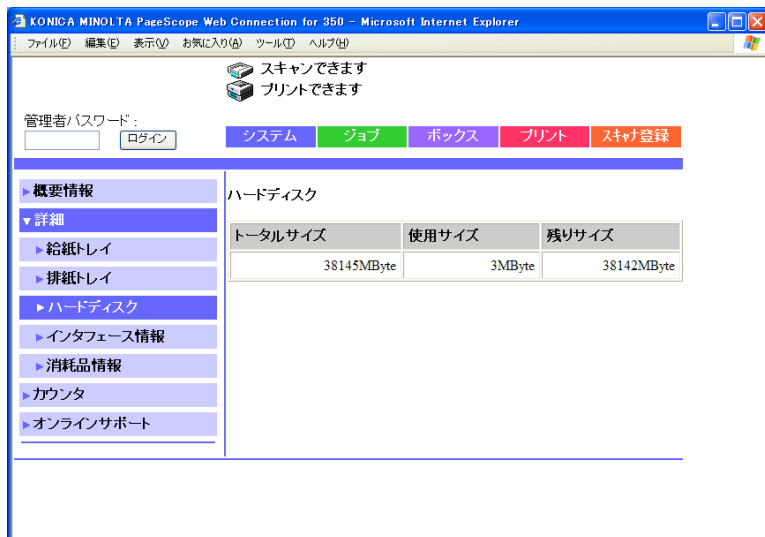 KONICA MINOLTA PageScope Web Connection for 350 - Microsoft Internet Explorer
ファイル(F) 編集(E) 表示(V) お気に入り(A) ツール(T) ヘルプ(H)
スキャンできます
プリントできます
管理者パスワード:
ログイン
システム ジョブ ボックス プリント スキャナ登録
概要情報
詳細
給紙トレイ
排紙トレイ
ハードディスク
インタフェース情報
消耗品情報
カウンタ
オンラインサポート
ハードディスク
トータルサイズ 使用サイズ 残りサイズ
38145MByte 3MByte 38142MByte